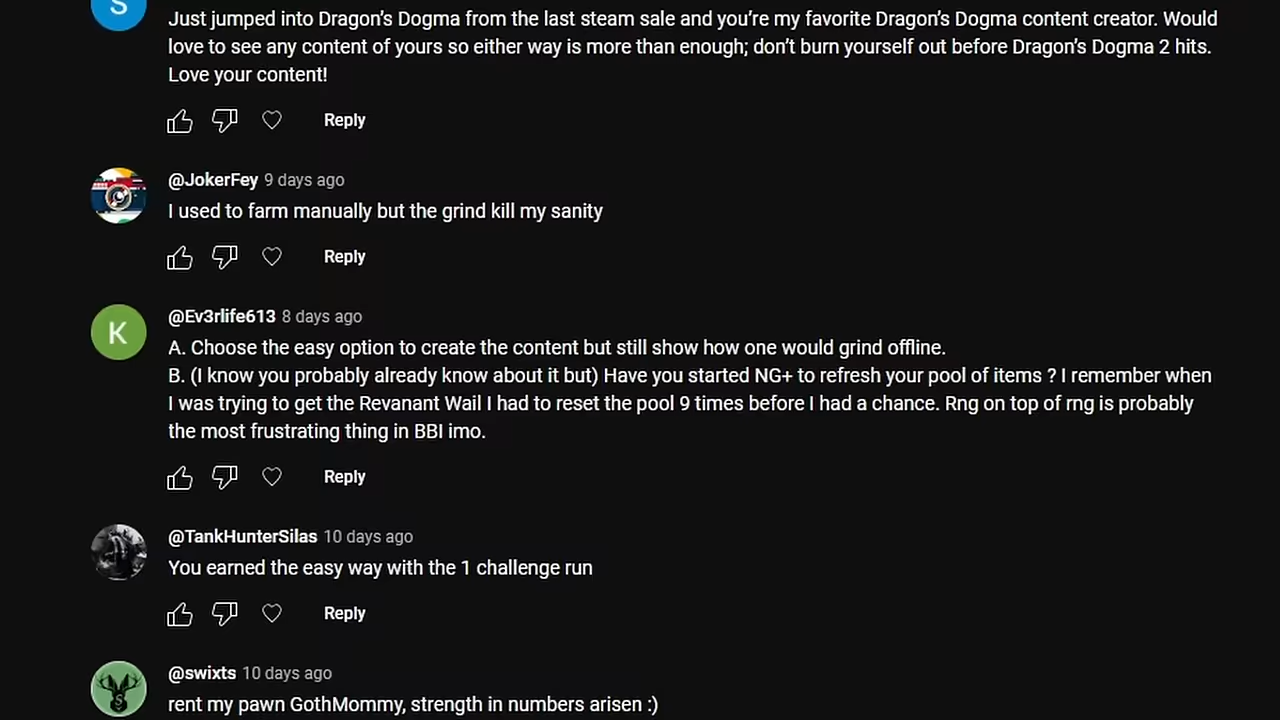 S
Just jumped into Dragon's Dogma from the last steam sale and you're my favorite Dragon's Dogma content creator. Would
love to see any content of yours so either way is more than enough; don't burn yourself out before Dragon's Dogma 2 hits.
Love your content!
Reply
@JokerFey 9 days ago
I used to farm manually but the grind kill my sanity
Reply
K
@Ev3rlife613 8 days ago
A. Choose the easy option to create the content but still show how one would grind offline.
B. (I know you probably already know about it but) Have you started NG+ to refresh your pool of items ? I remember when
I was trying to get the Revanant Wail I had to reset the pool 9 times before I had a chance. Rng on top of rng is probably
the most frustrating thing in BBI imo.
Reply
@TankHunterSilas 10 days ago
You earned the easy way with the 1 challenge run
Reply
@swixts 10 days ago
rent my pawn GothMommy, strength in numbers arisen :)